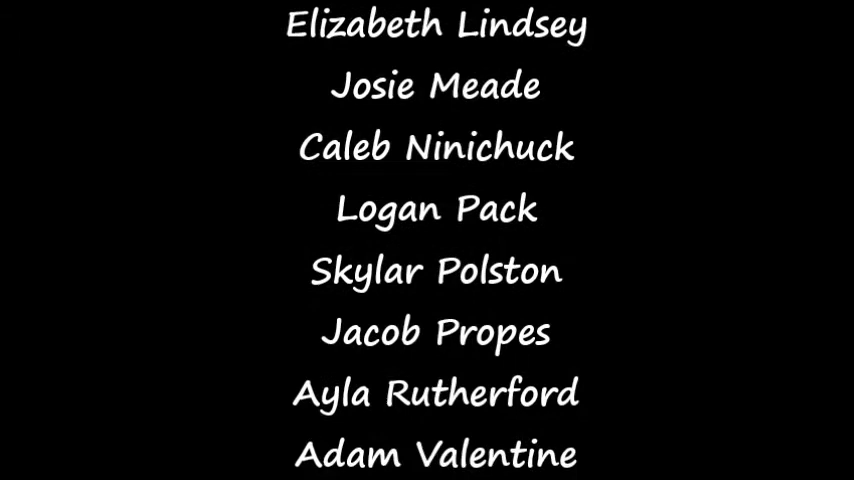 Elizabeth Lindsey
Josie Meade
Caleb Ninichuck
Logan Pack
Skylar Polston
Jacob Propes
Ayla Rutherford
Adam Valentine